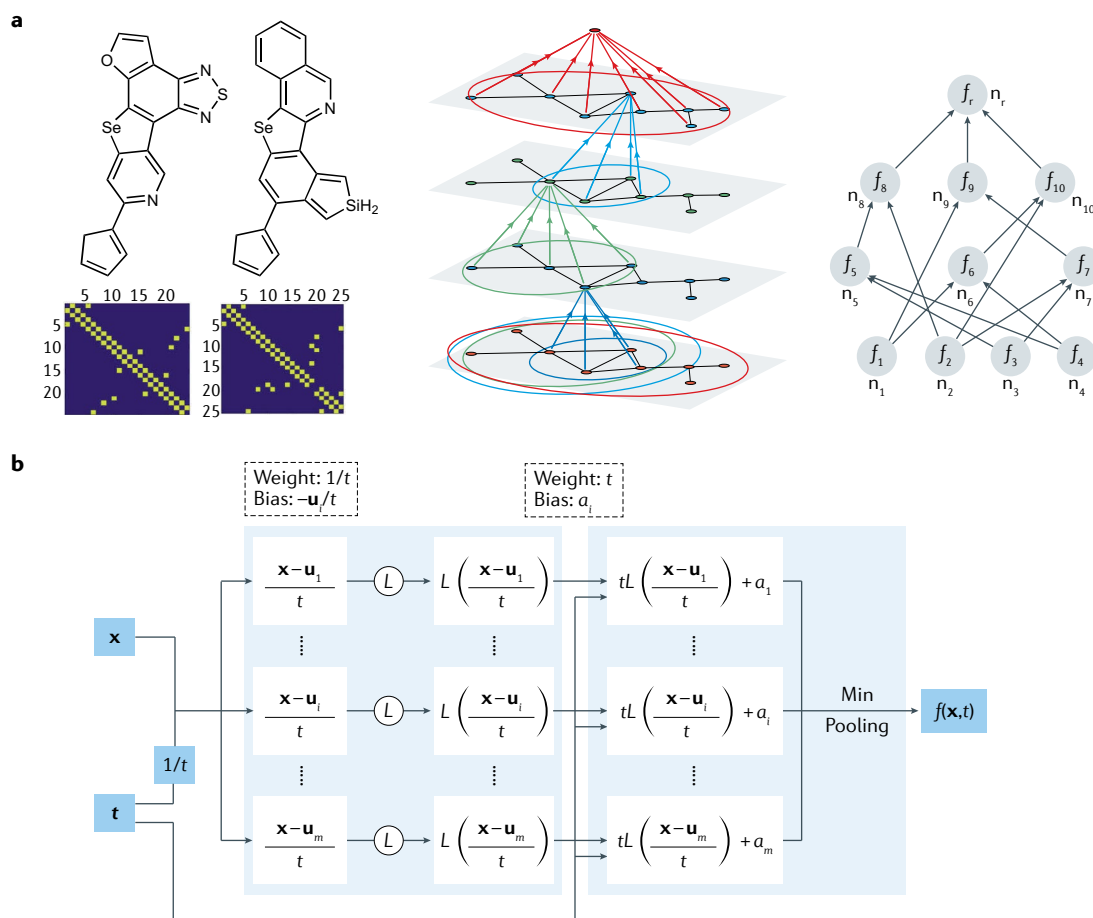 a
O
N
S
N
Se
N
N
Se
SiH₂
5 10 15 20
5
10
15
20
5 10 15 20 25
5
10
15
20
25
fᵣ nᵣ
f₈ f₉ f₁₀
n₈ n₉ n₁₀
f₅ f₆ f₇
n₅ n₆ n₇
f₁ f₂ f₃ f₄
n₁ n₂ n₃ n₄
b
Weight: 1/t
Bias: –uᵢ/t
Weight: t
Bias: aᵢ
x
1/t
t
x–u₁
t
L
L (x–u₁ / t)
tL (x–u₁ / t) + a₁
x–uᵢ
t
L
L (x–uᵢ / t)
tL (x–uᵢ / t) + aᵢ
x–uₘ
t
L
L (x–uₘ / t)
tL (x–uₘ / t) + aₘ
Min
Pooling
f(x,t)